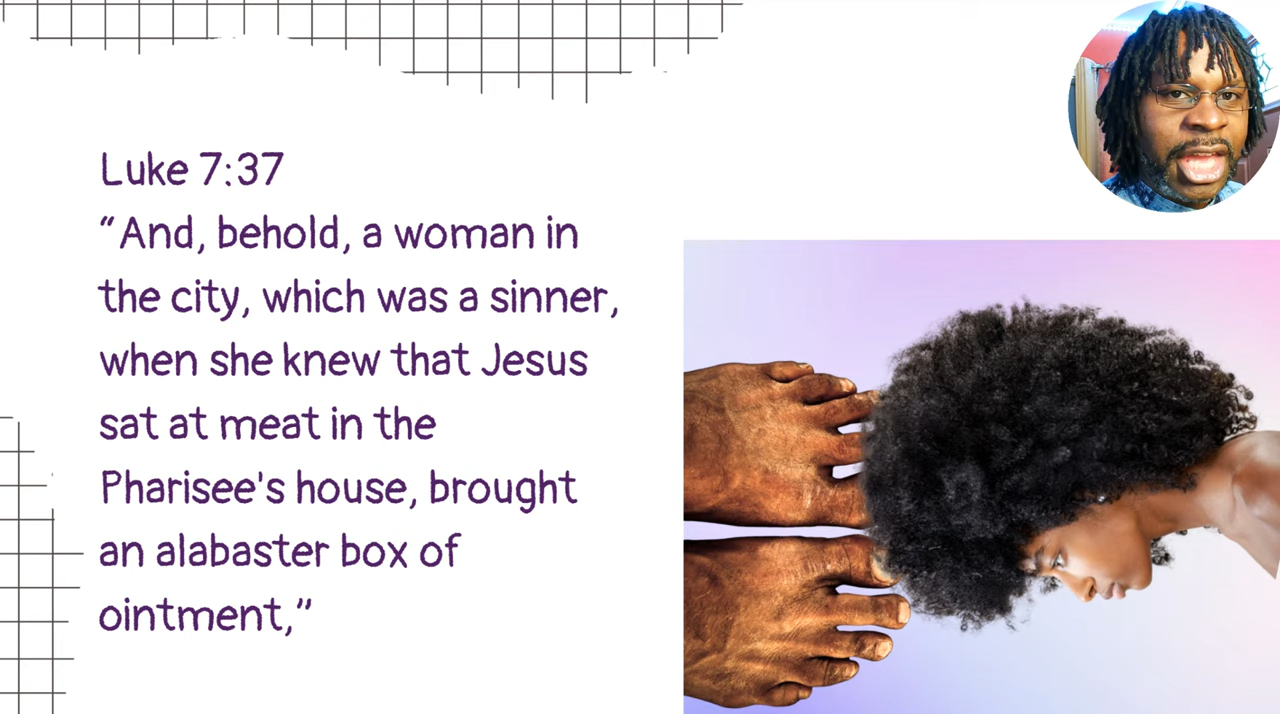 Luke 7:37
“And, behold, a woman in
the city, which was a sinner,
when she knew that Jesus
sat at meat in the
Pharisee's house, brought
an alabaster box of
ointment,”